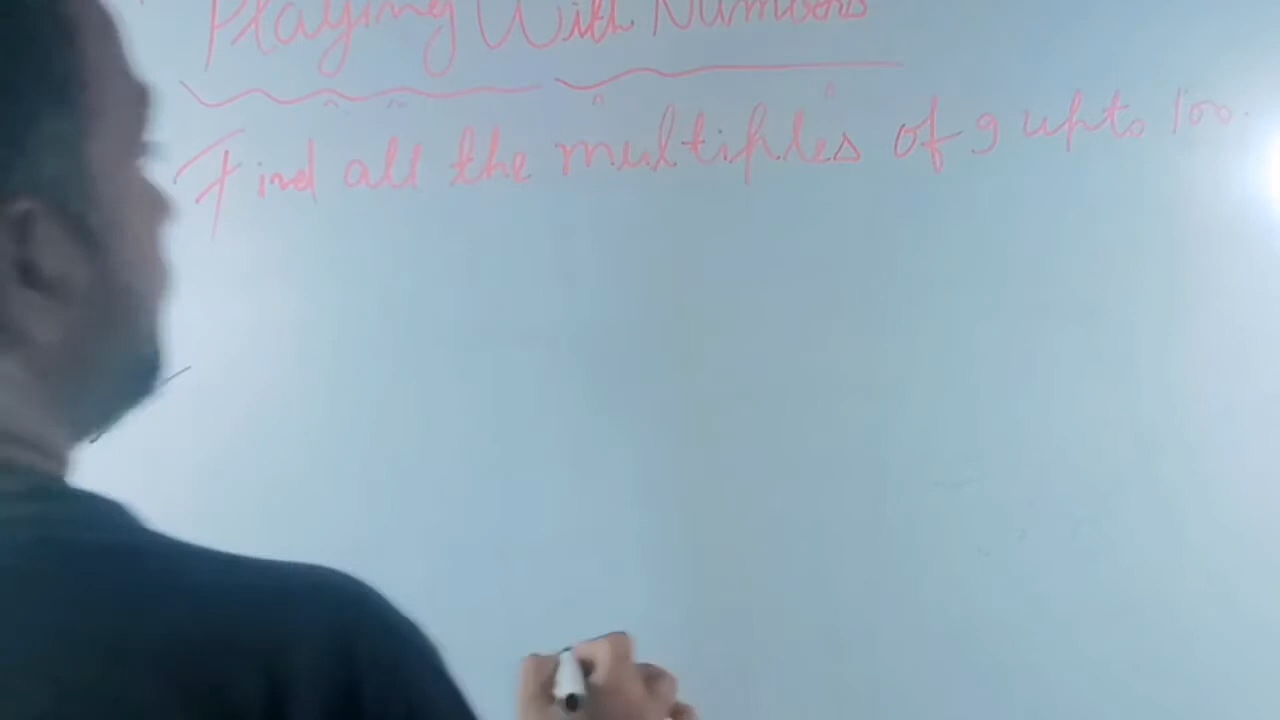 Playing With Numbers
Find all the multiples of 9 upto 100.